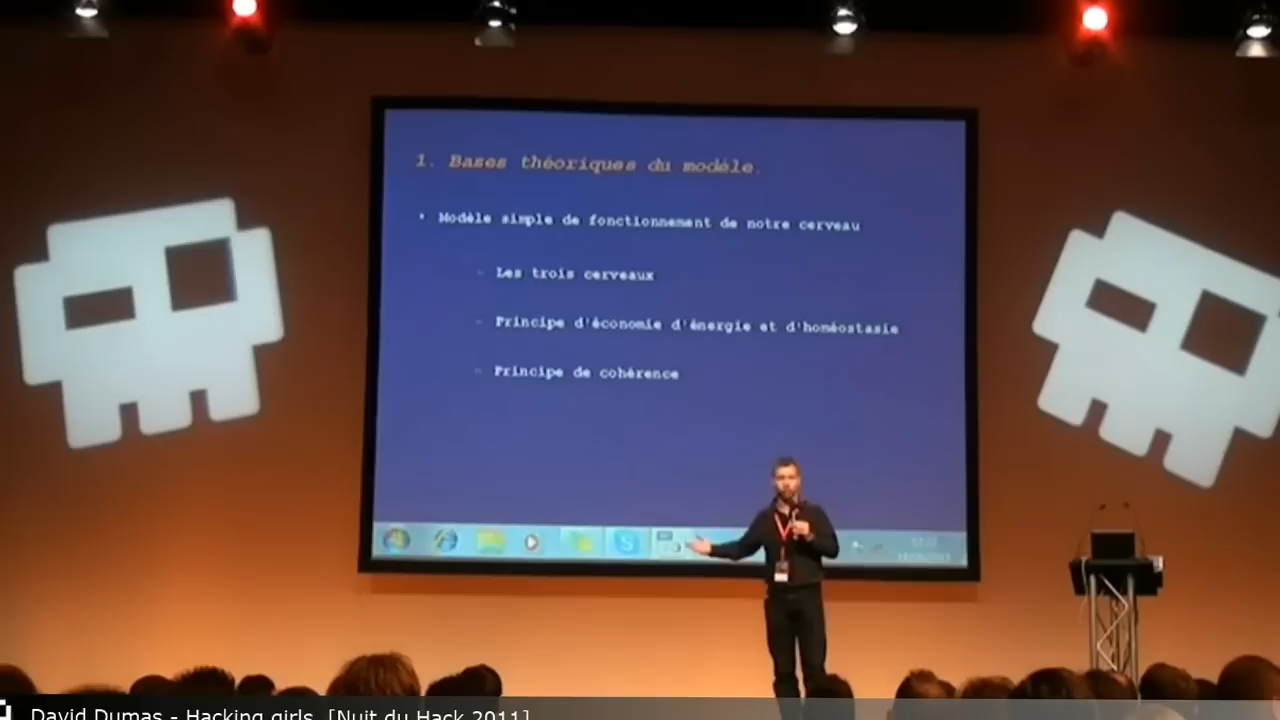 1. Bases théoriques du modèle.
• Modèle simple de fonctionnement de notre cerveau
- Les trois cerveaux
- Principe d'économie d'énergie et d'homéostasie
- Principe de cohérence
David Dumas - Hacking girls [Nuit du Hack 2011]